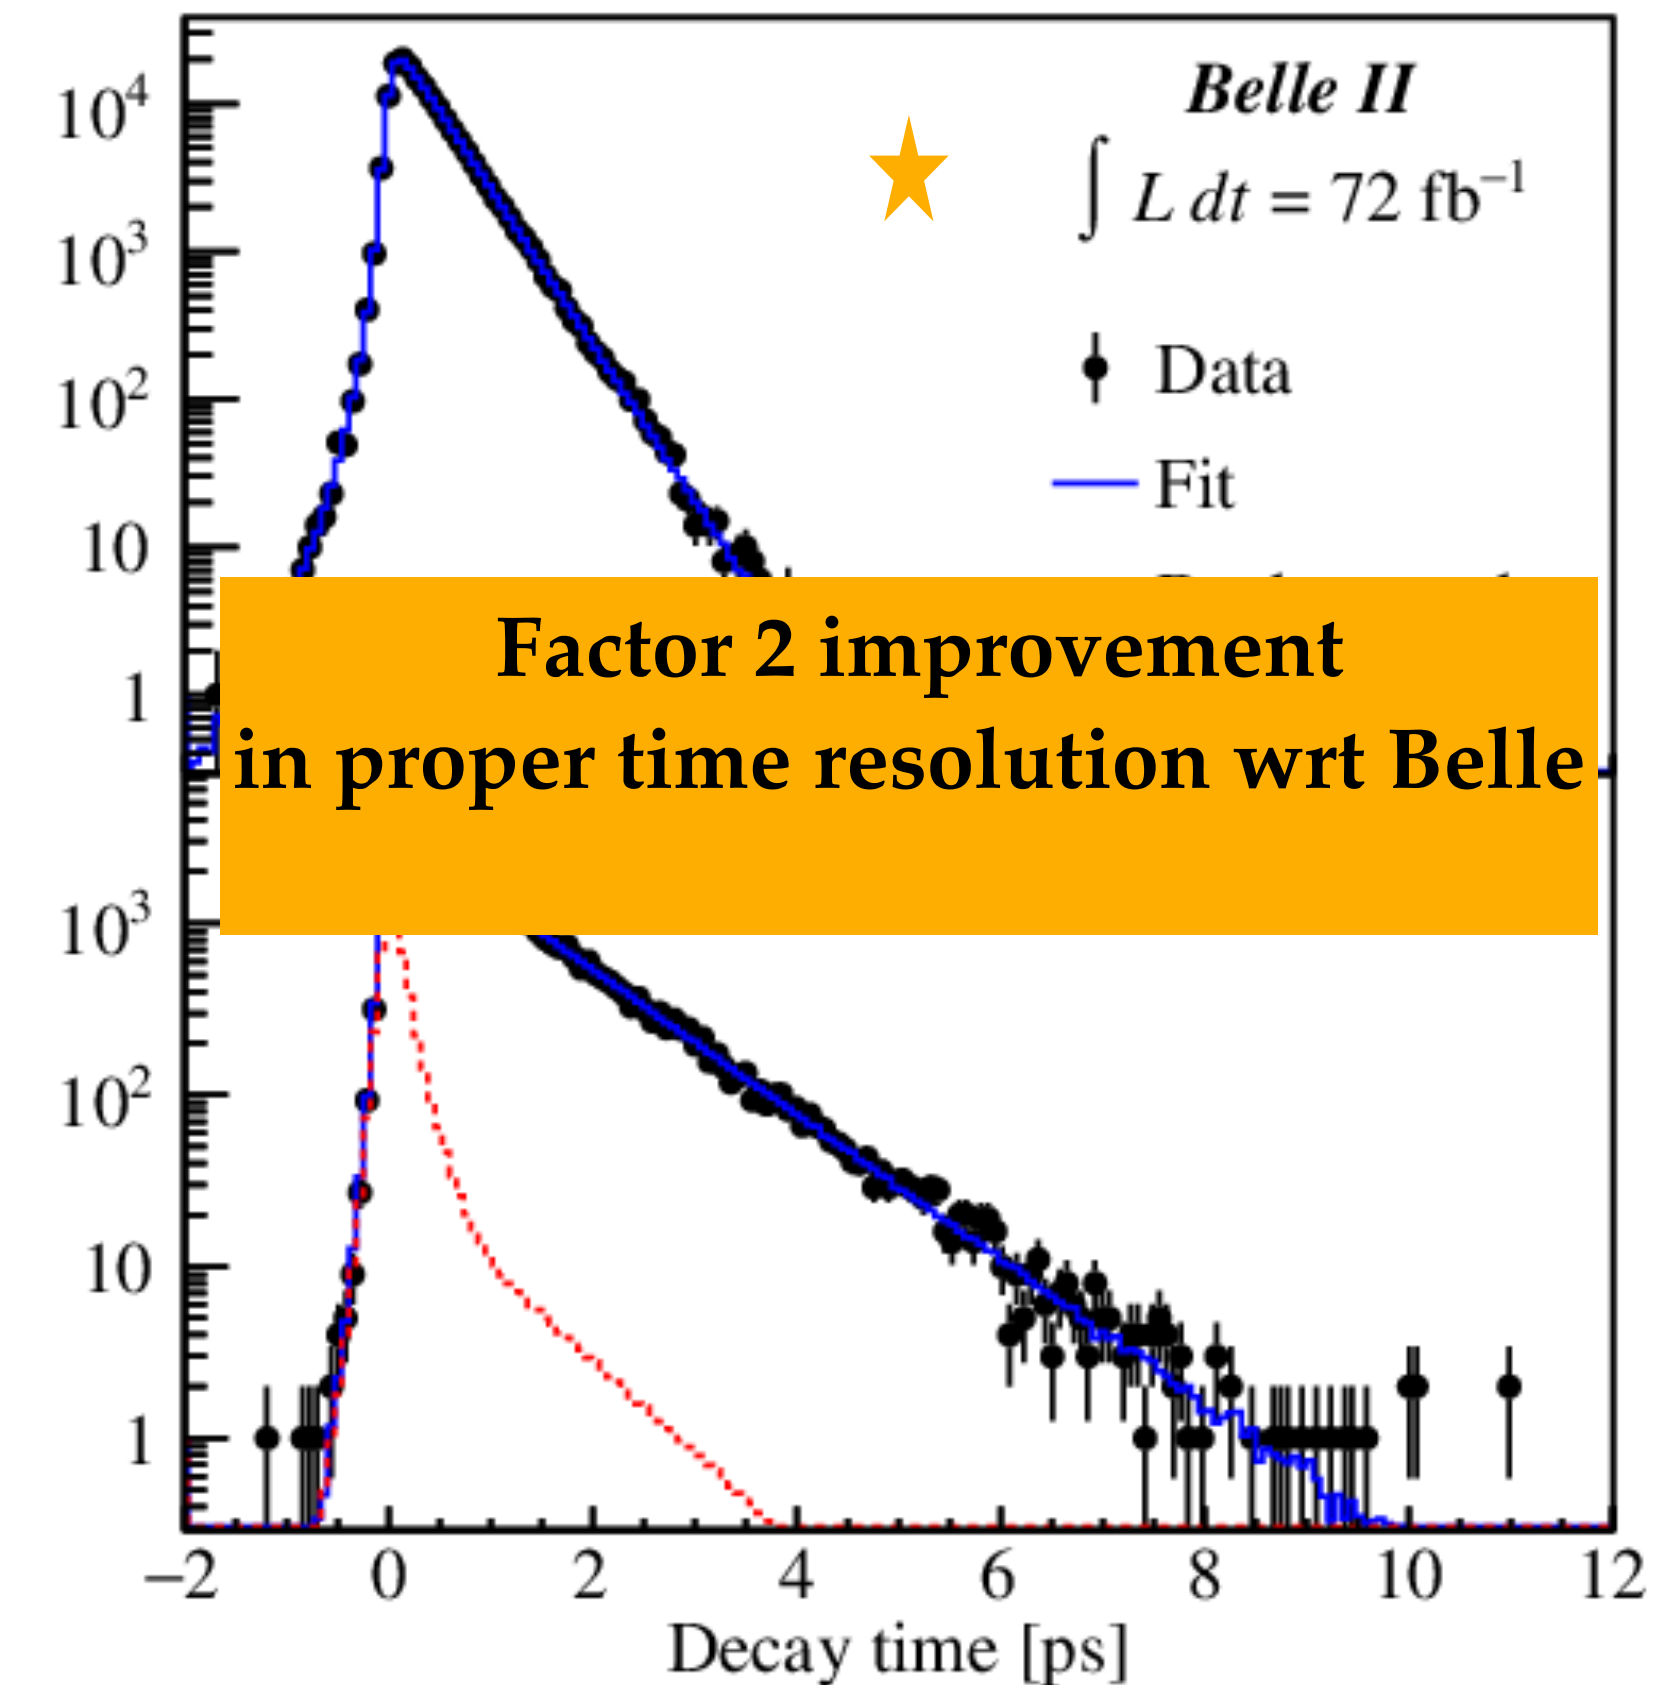 Belle II
∫ L dt = 72 fb⁻¹
Data
Fit
10⁴
10³
10²
10
1
Factor 2 improvement
in proper time resolution wrt Belle
10³
10²
10
1
−2 0 2 4 6 8 10 12
Decay time [ps]